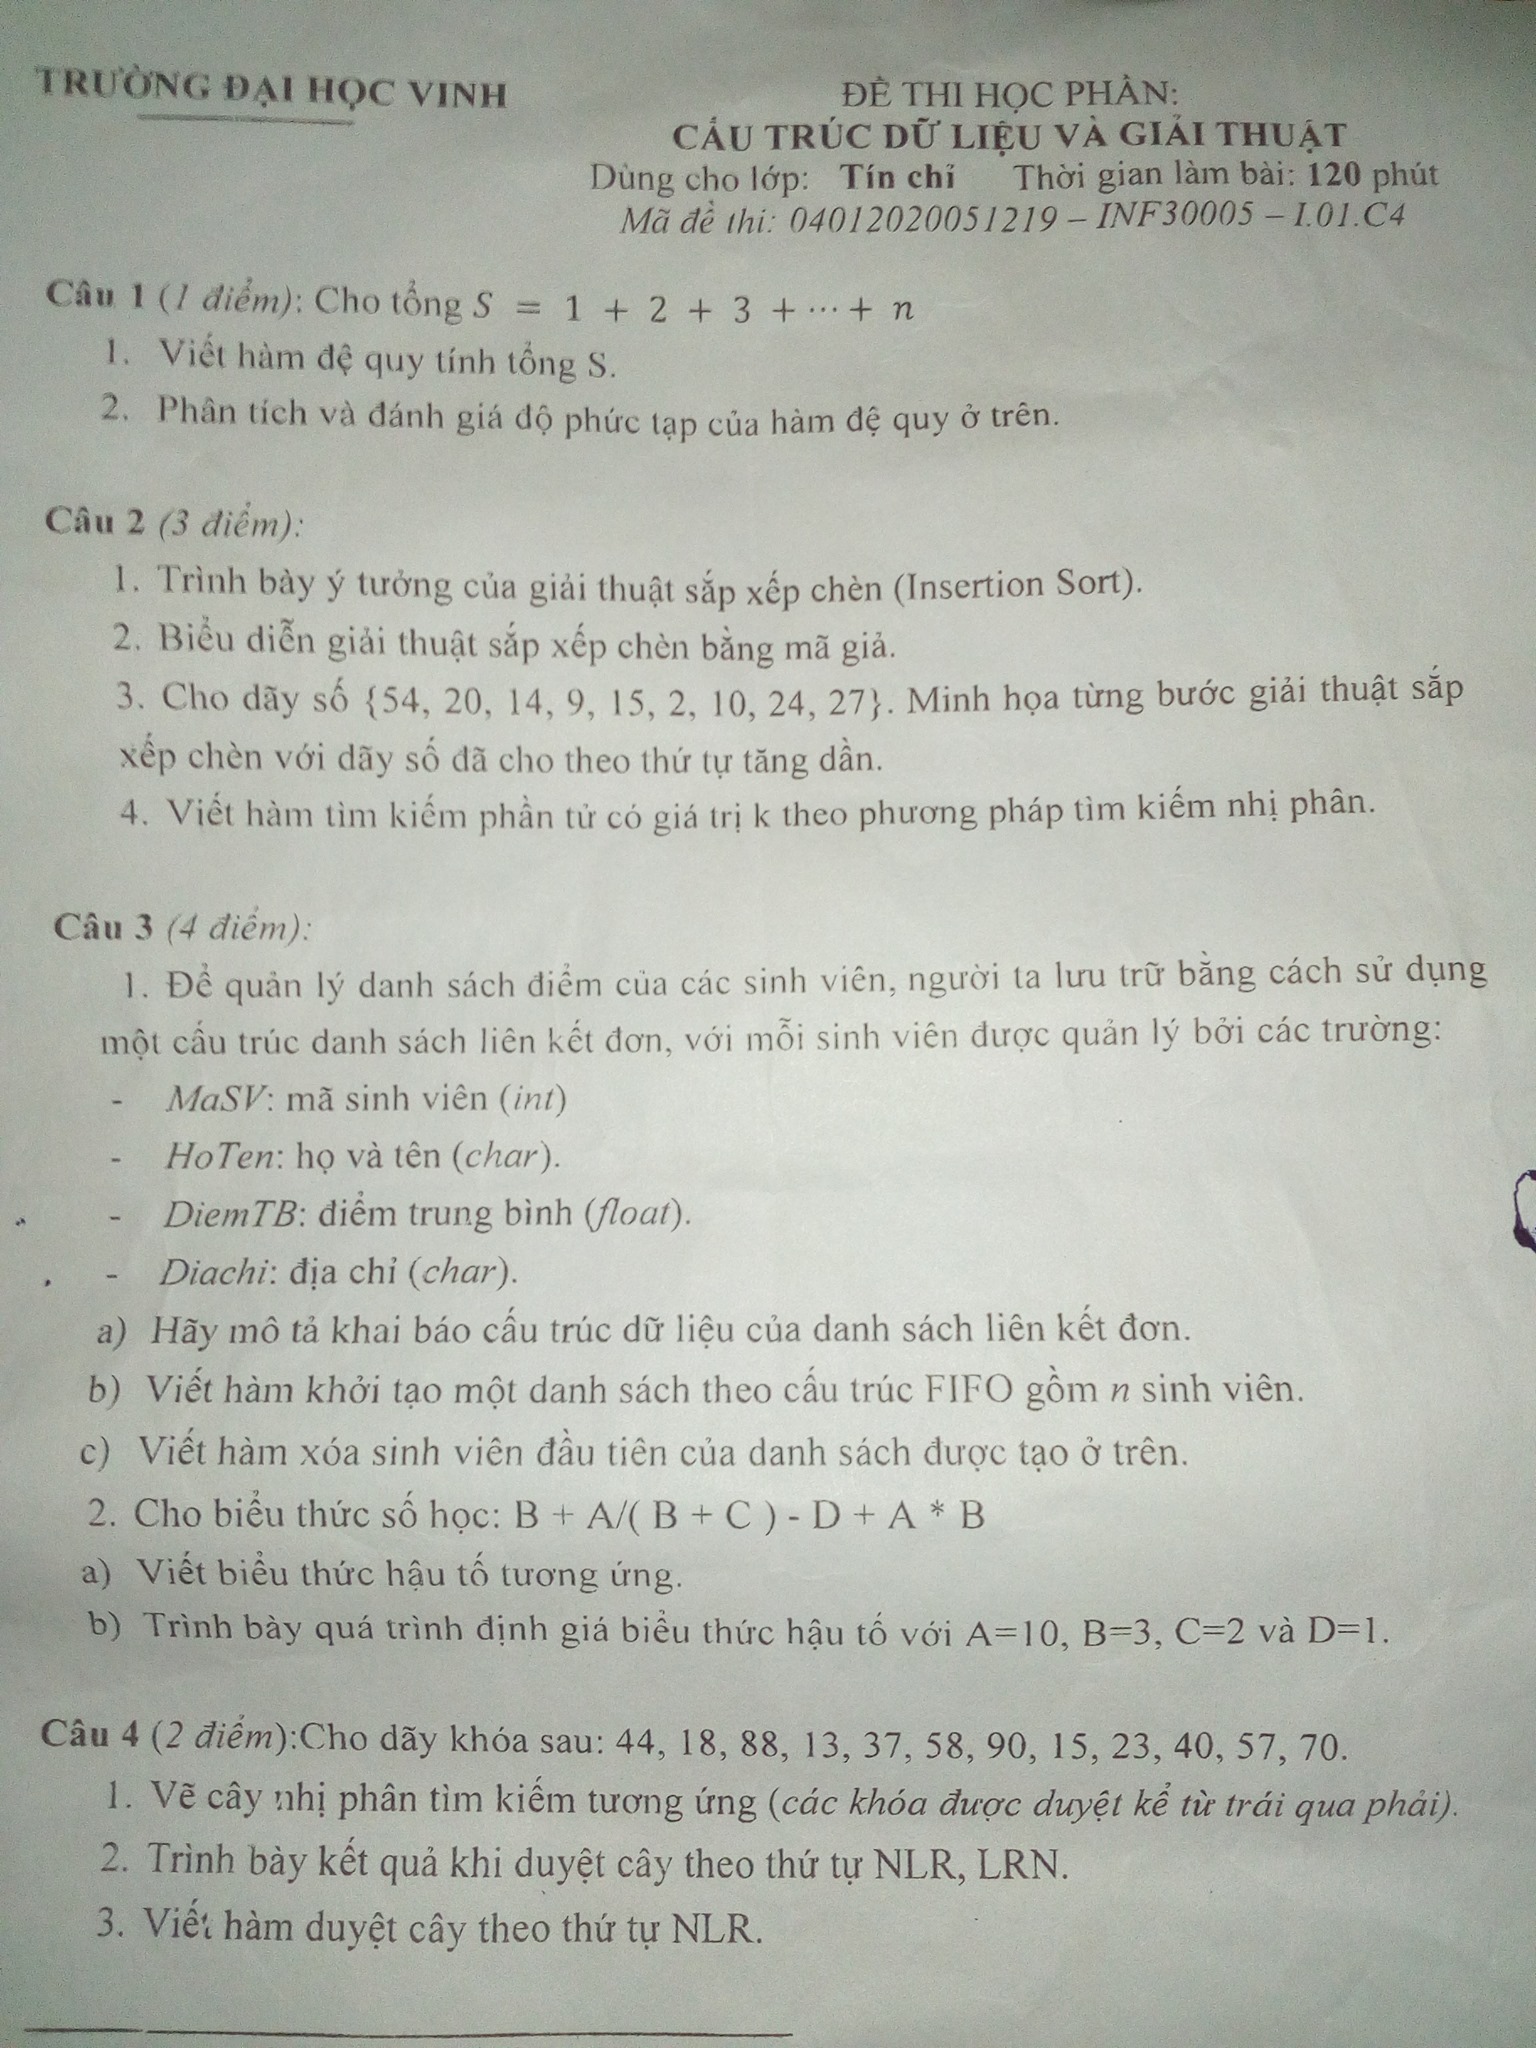 TRƯỜNG ĐẠI HỌC VINH
ĐỀ THI HỌC PHẦN:
CẤU TRÚC DỮ LIỆU VÀ GIẢI THUẬT
Dùng cho lớp: Tín chỉ Thời gian làm bài: 120 phút
Mã đề thi: 04012020051219 – INF30005 – I.01.C4
Câu 1 (1 điểm): Cho tổng S = 1 + 2 + 3 + ··· + n
1. Viết hàm đệ quy tính tổng S.
2. Phân tích và đánh giá độ phức tạp của hàm đệ quy ở trên.
Câu 2 (3 điểm):
1. Trình bày ý tưởng của giải thuật sắp xếp chèn (Insertion Sort).
2. Biểu diễn giải thuật sắp xếp chèn bằng mã giả.
3. Cho dãy số {54, 20, 14, 9, 15, 2, 10, 24, 27}. Minh họa từng bước giải thuật sắp
xếp chèn với dãy số đã cho theo thứ tự tăng dần.
4. Viết hàm tìm kiếm phần tử có giá trị k theo phương pháp tìm kiếm nhị phân.
Câu 3 (4 điểm):
1. Để quản lý danh sách điểm của các sinh viên, người ta lưu trữ bằng cách sử dụng
một cấu trúc danh sách liên kết đơn, với mỗi sinh viên được quản lý bởi các trường:
- MaSV: mã sinh viên (int)
- HoTen: họ và tên (char).
- DiemTB: điểm trung bình (float).
- Diachi: địa chỉ (char).
a) Hãy mô tả khai báo cấu trúc dữ liệu của danh sách liên kết đơn.
b) Viết hàm khởi tạo một danh sách theo cấu trúc FIFO gồm n sinh viên.
c) Viết hàm xóa sinh viên đầu tiên của danh sách được tạo ở trên.
2. Cho biểu thức số học: B + A/( B + C ) - D + A * B
a) Viết biểu thức hậu tố tương ứng.
b) Trình bày quá trình định giá biểu thức hậu tố với A=10, B=3, C=2 và D=1.
Câu 4 (2 điểm):Cho dãy khóa sau: 44, 18, 88, 13, 37, 58, 90, 15, 23, 40, 57, 70.
1. Vẽ cây nhị phân tìm kiếm tương ứng (các khóa được duyệt kể từ trái qua phải).
2. Trình bày kết quả khi duyệt cây theo thứ tự NLR, LRN.
3. Viết hàm duyệt cây theo thứ tự NLR.